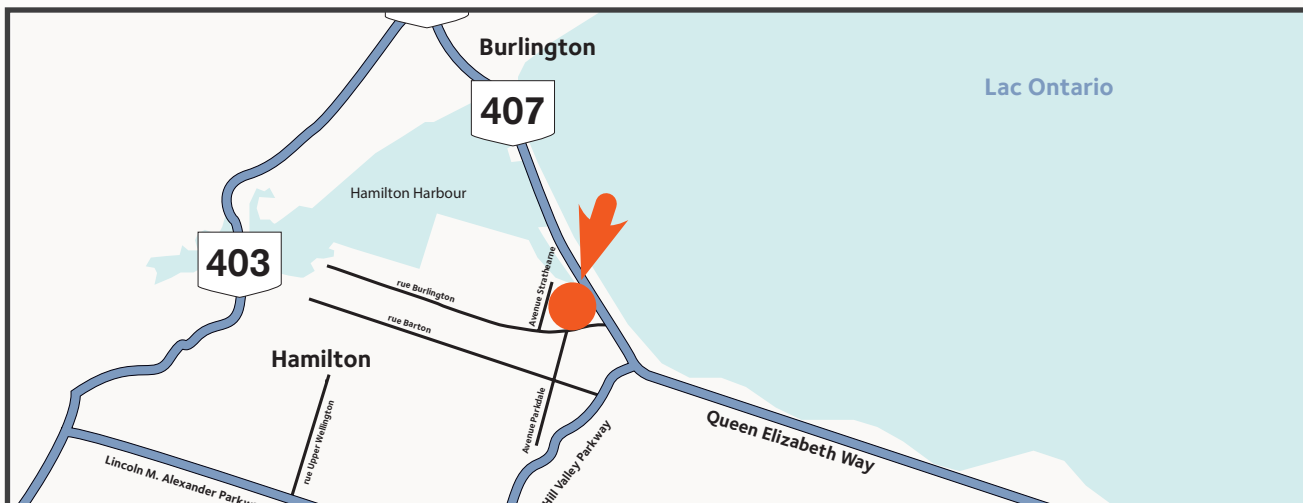 Burlington
Lac Ontario
407
Hamilton Harbour
403
rue Burlington
Avenue Strathearne
rue Barton
Hamilton
Avenue Parkdale
rue Upper Wellington
Queen Elizabeth Way
Hill Valley Parkway
Lincoln M. Alexander Parkw